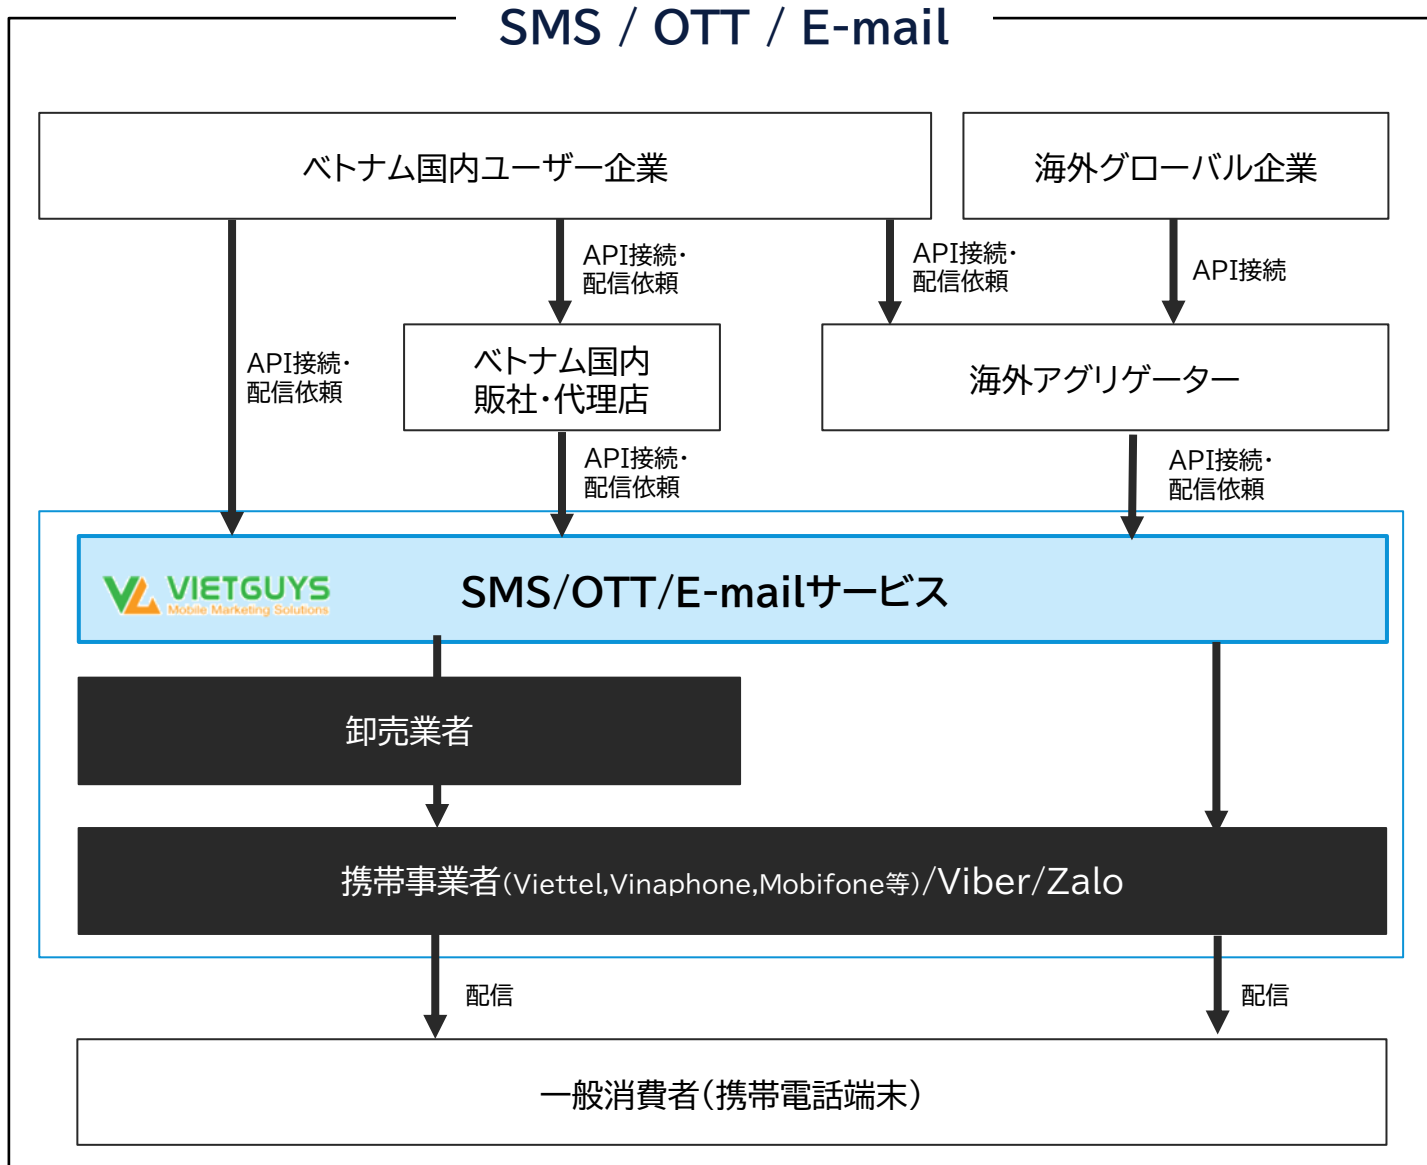 SMS / OTT / E-mail
ベトナム国内ユーザー企業
海外グローバル企業
API接続・
配信依頼
API接続・
配信依頼
API接続
API接続・
配信依頼
ベトナム国内
販社・代理店
海外アグリゲーター
API接続・
配信依頼
API接続・
配信依頼
VIETGUYS
Mobile Marketing Solutions
SMS/OTT/E-mailサービス
卸売業者
携帯事業者(Viettel,Vinaphone,Mobifone等)/Viber/Zalo
配信
配信
一般消費者(携帯電話端末)